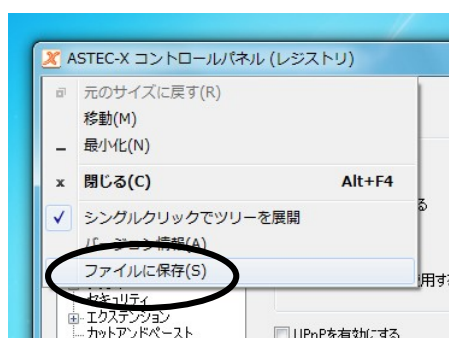 ASTEC-X コントロールパネル (レジストリ)
元のサイズに戻す(R)
移動(M)
最小化(N)
閉じる(C) Alt+F4
シングルクリックでツリーを展開
バージョン情報(A)
ファイルに保存(S)
セキュリティ
エクステンション
カットアンドペースト
る
用す
UPnPを有効にする